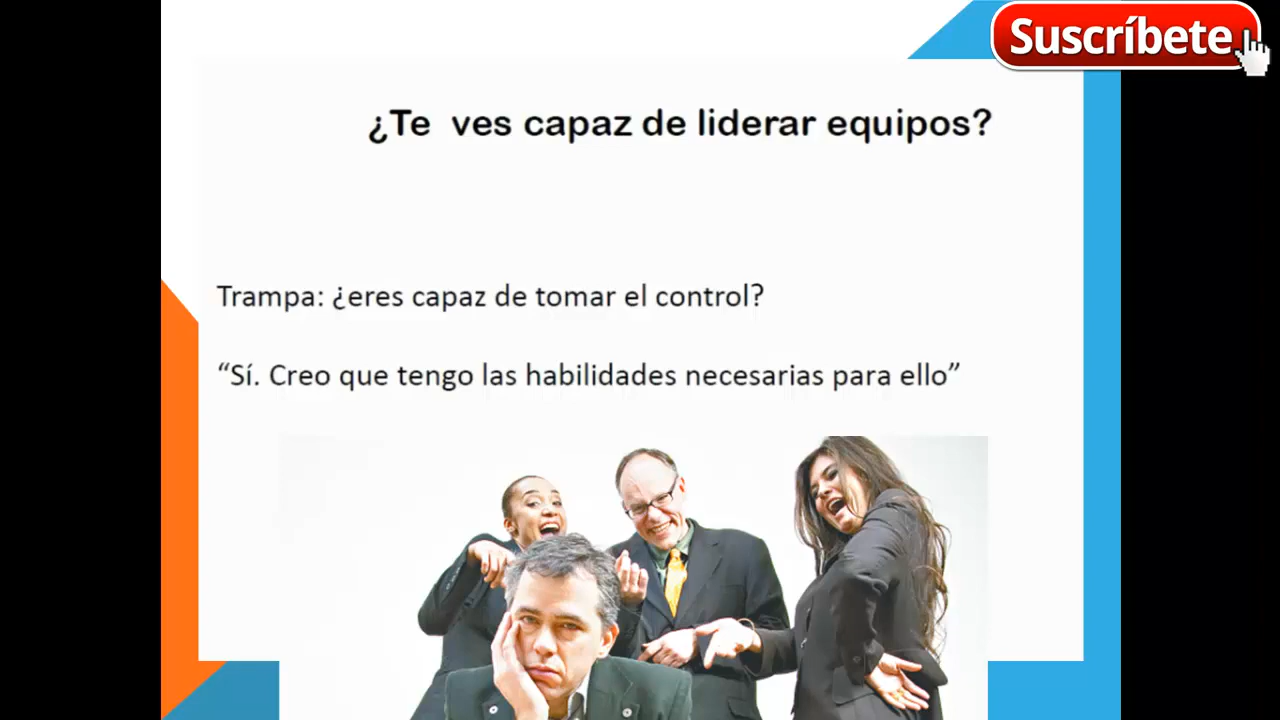 Suscríbete
¿Te ves capaz de liderar equipos?
Trampa: ¿eres capaz de tomar el control?
“Sí. Creo que tengo las habilidades necesarias para ello”